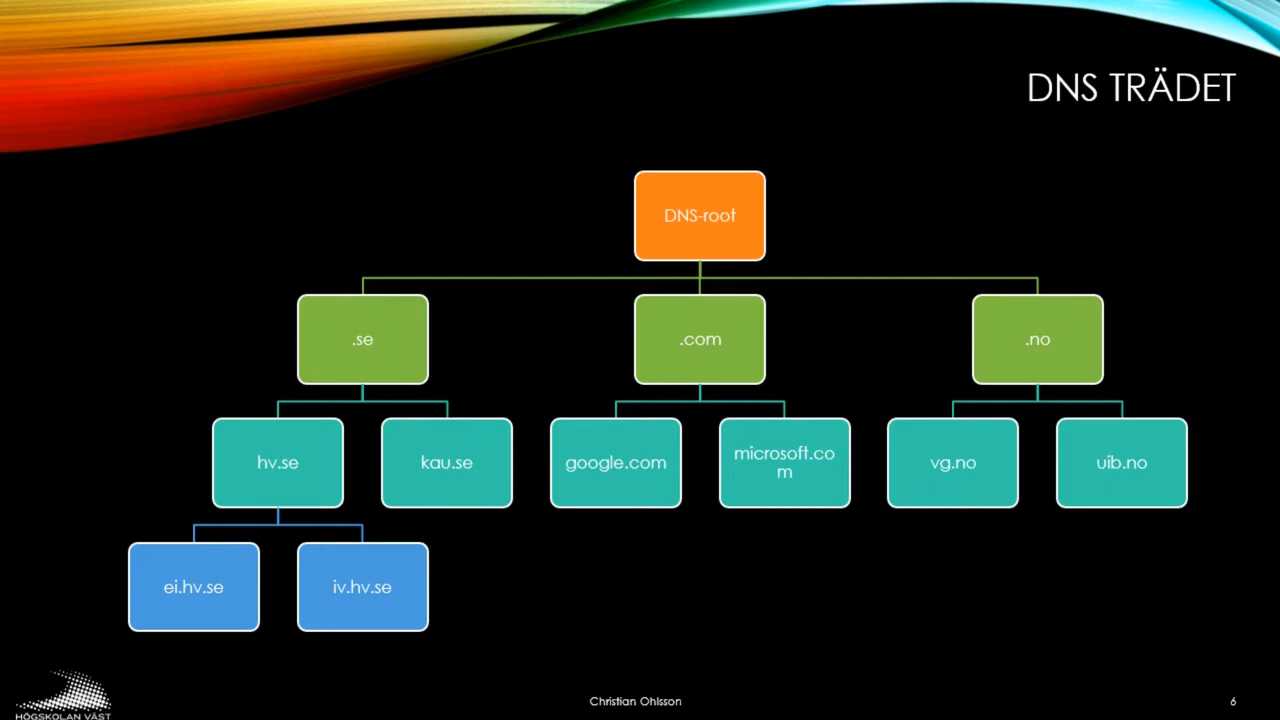 DNS TRÄDET
DNS-root
.se
.com
.no
hv.se
kau.se
google.com
microsoft.co
m
vg.no
uib.no
ei.hv.se
iv.hv.se
HÖGSKOLAN VÄST
Christian Ohlsson
6